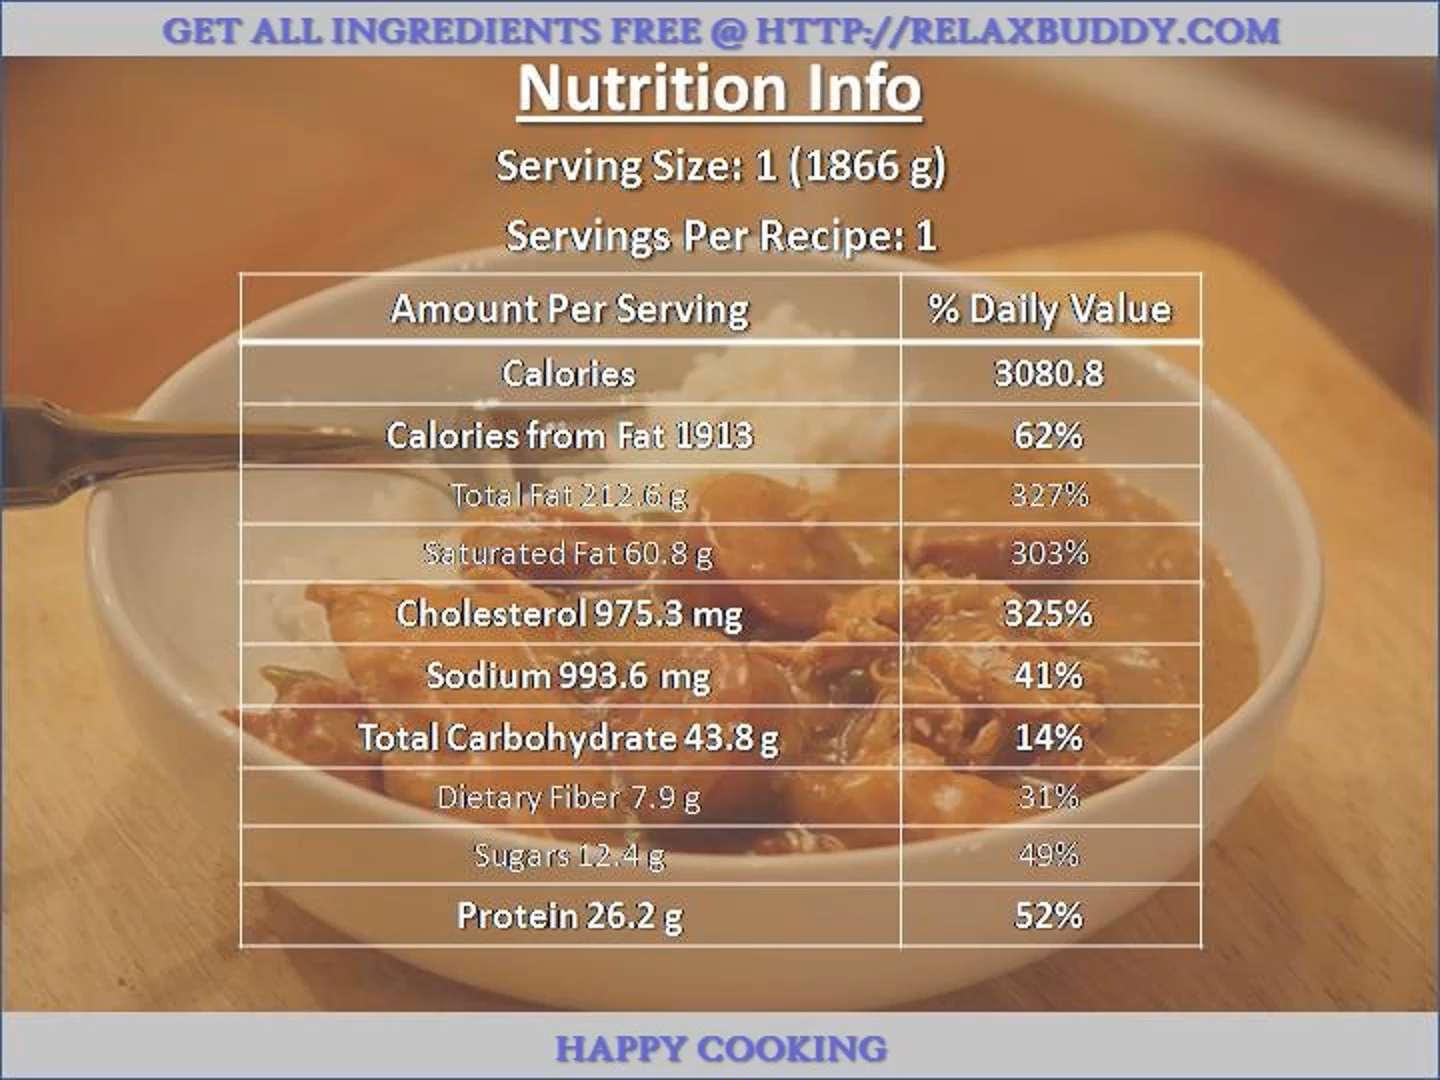 GET ALL INGREDIENTS FREE @ HTTP://RELAXBUDDY.COM
Nutrition Info
Serving Size: 1 (1866 g)
Servings Per Recipe: 1
Amount Per Serving % Daily Value
Calories 3080.8
Calories from Fat 1913 62%
Total Fat 212.6 g 327%
Saturated Fat 60.8 g 303%
Cholesterol 975.3 mg 325%
Sodium 993.6 mg 41%
Total Carbohydrate 43.8 g 14%
Dietary Fiber 7.9 g 31%
Sugars 12.4 g 49%
Protein 26.2 g 52%
HAPPY COOKING